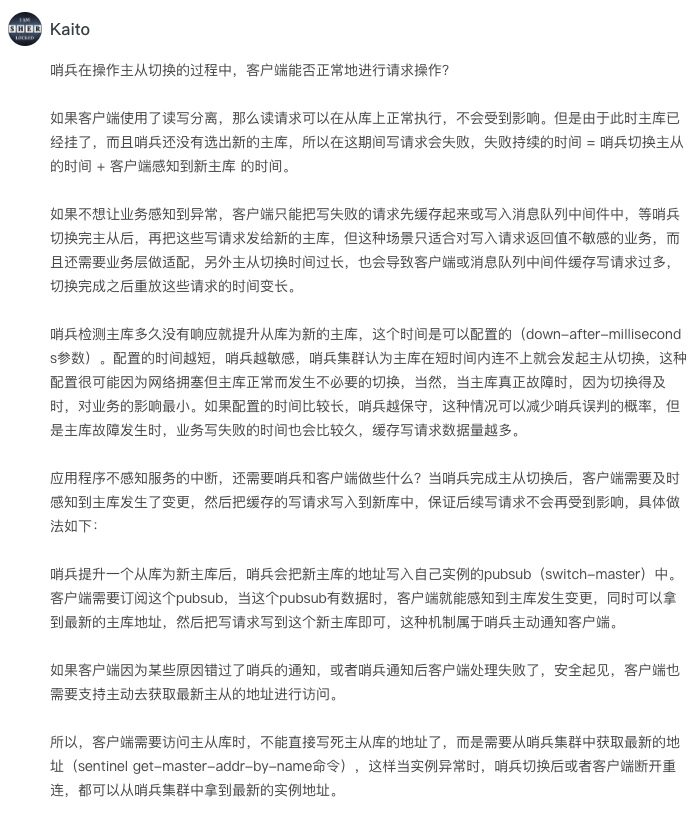 I AM
SHER
LOCKED
Kaito
哨兵在操作主从切换的过程中，客户端能否正常地进行请求操作？
如果客户端使用了读写分离，那么读请求可以在从库上正常执行，不会受到影响。但是由于此时主库已
经挂了，而且哨兵还没有选出新的主库，所以在这期间写请求会失败，失败持续的时间 = 哨兵切换主从
的时间 + 客户端感知到新主库 的时间。
如果不想让业务感知到异常，客户端只能把写失败的请求先缓存起来或写入消息队列中间件中，等哨兵
切换完主从后，再把这些写请求发给新的主库，但这种场景只适合对写入请求返回值不敏感的业务，而
且还需要业务层做适配，另外主从切换时间过长，也会导致客户端或消息队列中间件缓存写请求过多，
切换完成之后重放这些请求的时间变长。
哨兵检测主库多久没有响应就提升从库为新的主库，这个时间是可以配置的（down-after-millisecond
s参数）。配置的时间越短，哨兵越敏感，哨兵集群认为主库在短时间内连不上就会发起主从切换，这种
配置很可能因为网络拥塞但主库正常而发生不必要的切换，当然，当主库真正故障时，因为切换得及
时，对业务的影响最小。如果配置的时间比较长，哨兵越保守，这种情况可以减少哨兵误判的概率，但
是主库故障发生时，业务写失败的时间也会比较久，缓存写请求数据量越多。
应用程序不感知服务的中断，还需要哨兵和客户端做些什么？当哨兵完成主从切换后，客户端需要及时
感知到主库发生了变更，然后把缓存的写请求写入到新库中，保证后续写请求不会再受到影响，具体做
法如下：
哨兵提升一个从库为新主库后，哨兵会把新主库的地址写入自己实例的pubsub（switch-master）中。
客户端需要订阅这个pubsub，当这个pubsub有数据时，客户端就能感知到主库发生变更，同时可以拿
到最新的主库地址，然后把写请求写到这个新主库即可，这种机制属于哨兵主动通知客户端。
如果客户端因为某些原因错过了哨兵的通知，或者哨兵通知后客户端处理失败了，安全起见，客户端也
需要支持主动去获取最新主从的地址进行访问。
所以，客户端需要访问主从库时，不能直接写死主从库的地址了，而是需要从哨兵集群中获取最新的地
址（sentinel get-master-addr-by-name命令），这样当实例异常时，哨兵切换后或者客户端断开重
连，都可以从哨兵集群中拿到最新的实例地址。